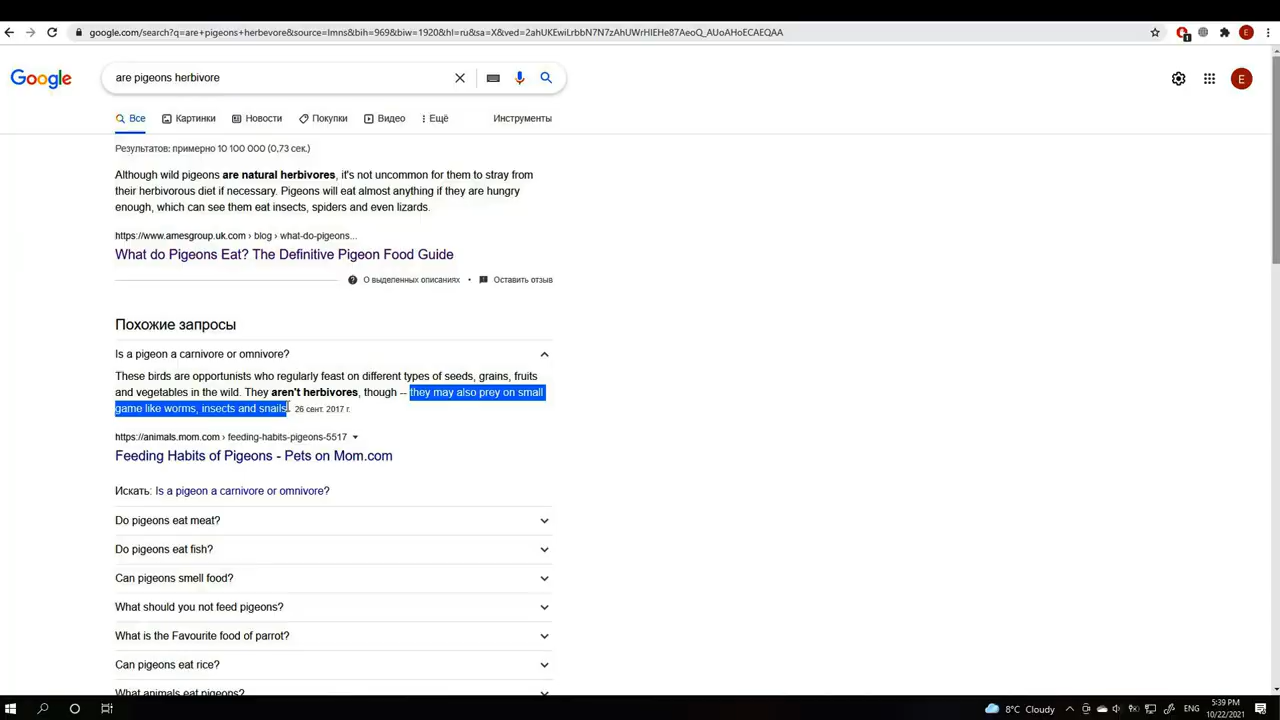 google.com/search?q=are+pigeons+herbevore&source=lmns&bih=969&biw=1920&hl=ru&sa=X&ved=2ahUKEwiLrbbN7N7zAhUWrHIEHe87AeoQ_AUoAHoECAEQAA
1
E
Google
are pigeons herbivore
E
Все
Картинки
Новости
Покупки
Видео
Ещё
Инструменты
Результатов: примерно 10 100 000 (0,73 сек.)
Although wild pigeons are natural herbivores, it's not uncommon for them to stray from
their herbivorous diet if necessary. Pigeons will eat almost anything if they are hungry
enough, which can see them eat insects, spiders and even lizards.
https://www.amesgroup.uk.com › blog › what-do-pigeons...
What do Pigeons Eat? The Definitive Pigeon Food Guide
О выделенных описаниях • Оставить отзыв
Похожие запросы
Is a pigeon a carnivore or omnivore?
These birds are opportunists who regularly feast on different types of seeds, grains, fruits
and vegetables in the wild. They aren't herbivores, though -- they may also prey on small
game like worms, insects and snails. 26 сент. 2017 г.
https://animals.mom.com › feeding-habits-pigeons-5517
Feeding Habits of Pigeons - Pets on Mom.com
Искать: Is a pigeon a carnivore or omnivore?
Do pigeons eat meat?
Do pigeons eat fish?
Can pigeons smell food?
What should you not feed pigeons?
What is the Favourite food of parrot?
Can pigeons eat rice?
What animals eat pigeons?
8°C Cloudy
ENG
5:39 PM
10/22/2021